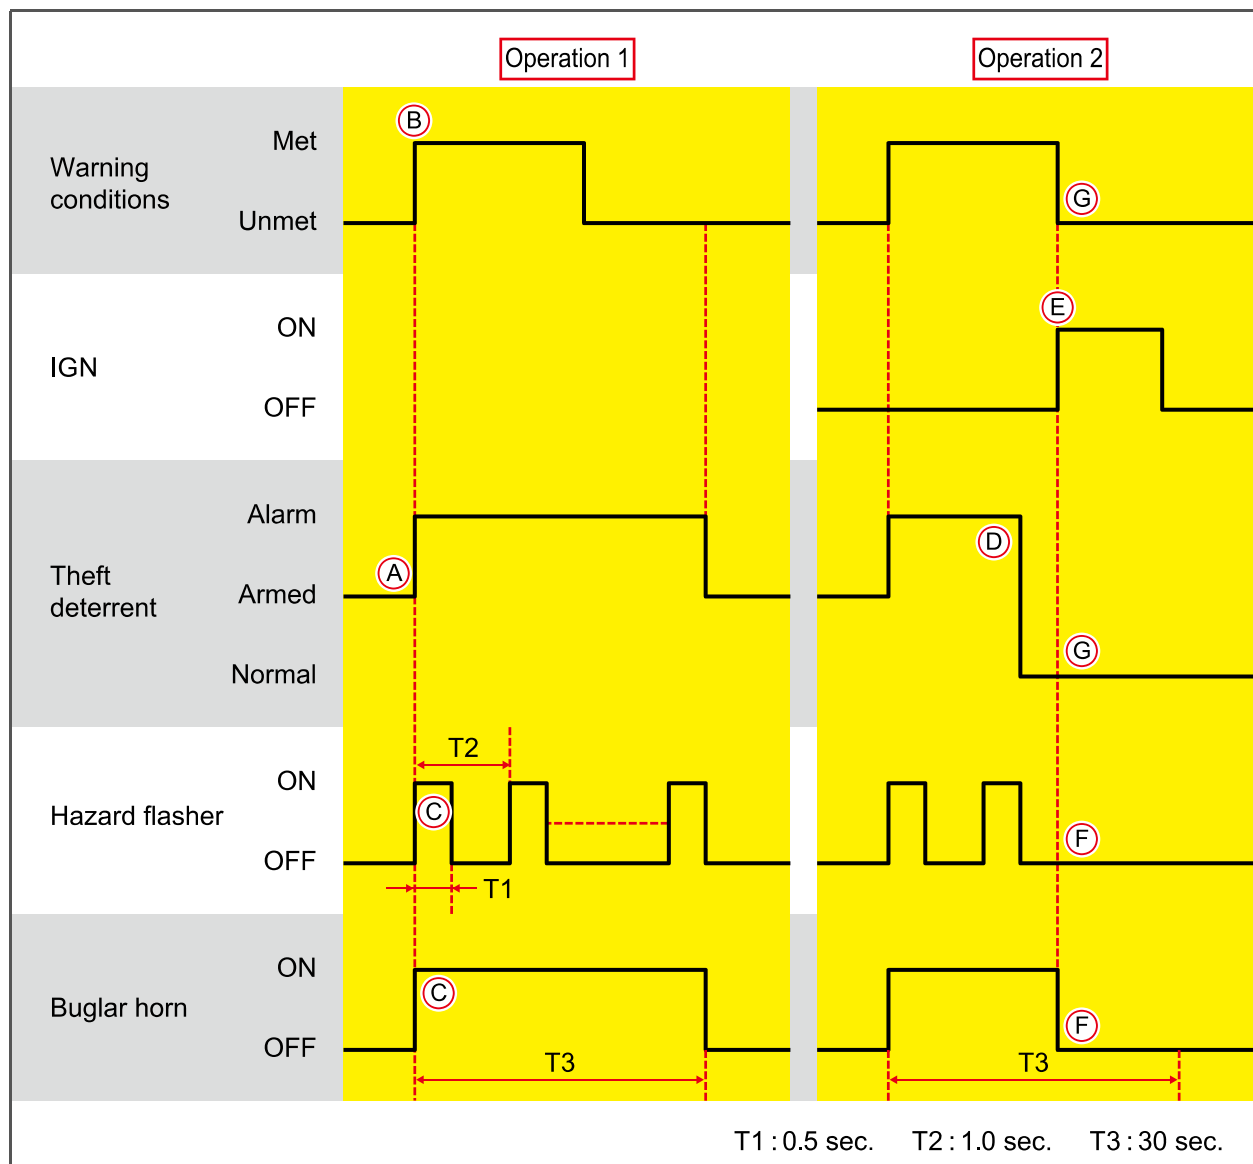 Operation 1
Operation 2
Warning
conditions
Met
Unmet
B
G
IGN
ON
OFF
E
Theft
deterrent
Alarm
Armed
Normal
A
D
G
Hazard flasher
ON
OFF
T2
C
T1
F
Buglar horn
ON
OFF
C
T3
F
T3
T1 : 0.5 sec. T2 : 1.0 sec. T3 : 30 sec.